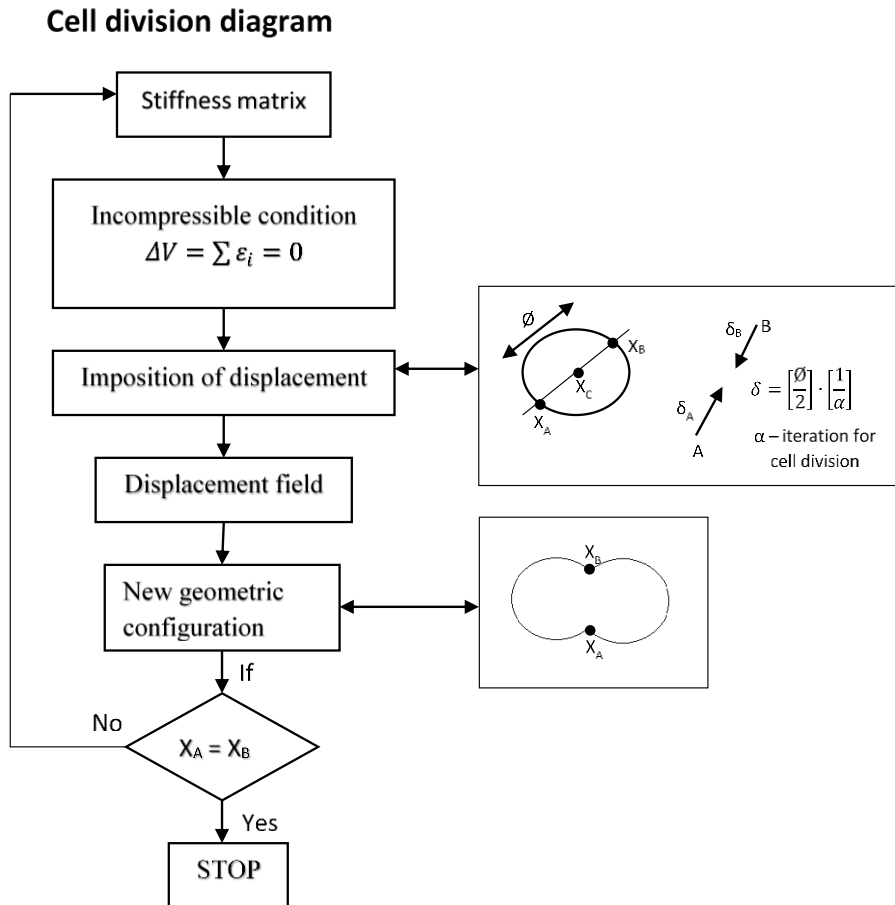 Cell division diagram
Stiffness matrix
Incompressible condition
ΔV = ∑ ε_i = 0
Imposition of displacement
Ø
X_B
X_C
X_A
δ_B B
δ_A
A
δ = [Ø/2] · [1/α]
α – iteration for
cell division
Displacement field
New geometric
configuration
X_B
X_A
If
No
X_A = X_B
Yes
STOP